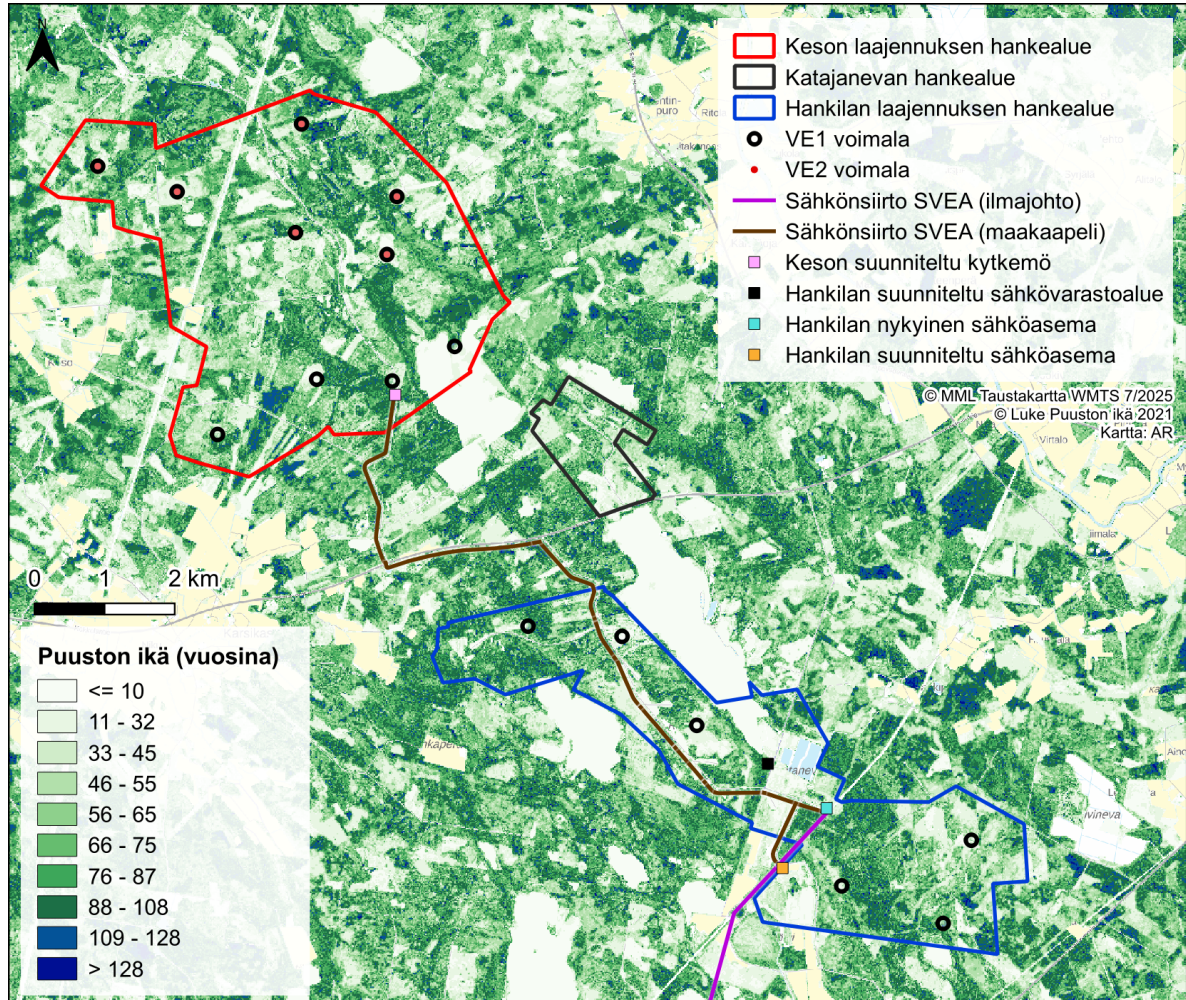 N
Keson laajennuksen hankealue
Katajanevan hankealue
Hankilan laajennuksen hankealue
VE1 voimala
VE2 voimala
Sähkönsiirto SVEA (ilmajohto)
Sähkönsiirto SVEA (maakaapeli)
Keson suunniteltu kytkemö
Hankilan suunniteltu sähkövarastoalue
Hankilan nykyinen sähköasema
Hankilan suunniteltu sähköasema
© MML Taustakartta WMTS 7/2025
© Luke Puuston ikä 2021
Kartta: AR
Virtalo
0 1 2 km
Puuston ikä (vuosina)
<= 10
11 - 32
33 - 45
46 - 55
56 - 65
66 - 75
76 - 87
88 - 108
109 - 128
> 128